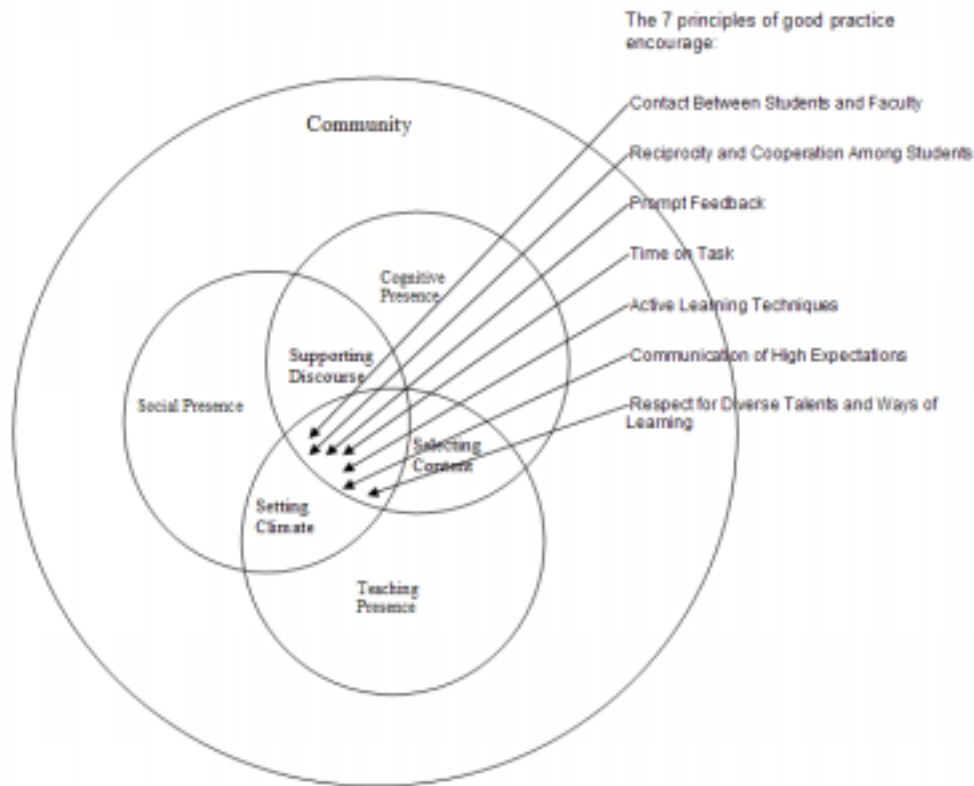 The 7 principles of good practice
encourage:
Contact Between Students and Faculty
Community
Reciprocity and Cooperation Among Students
Prompt Feedback
Time on Task
Cognitive
Presence
Active Learning Techniques
Supporting
Discourse
Communication of High Expectations
Social Presence
Respect for Diverse Talents and Ways of
Learning
Selecting
Content
Setting
Climate
Teaching
Presence